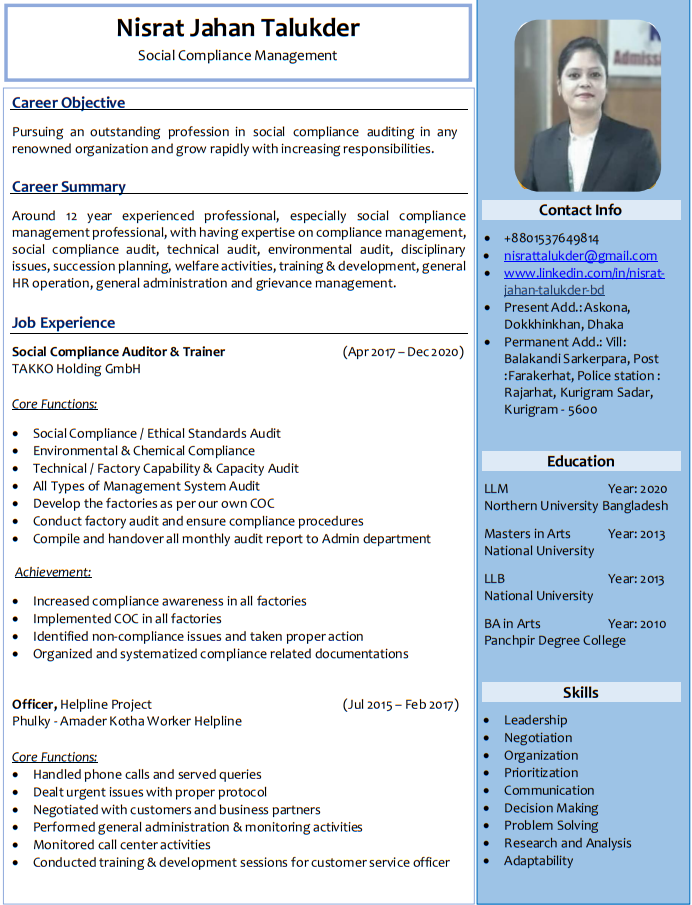 Nisrat Jahan Talukder
Social Compliance Management
Career Objective
Pursuing an outstanding profession in social compliance auditing in any
renowned organization and grow rapidly with increasing responsibilities.
Career Summary
Around 12 year experienced professional, especially social compliance
management professional, with having expertise on compliance management,
social compliance audit, technical audit, environmental audit, disciplinary
issues, succession planning, welfare activities, training & development, general
HR operation, general administration and grievance management.
Job Experience
Social Compliance Auditor & Trainer (Apr 2017 – Dec 2020)
TAKKO Holding GmbH
Core Functions:
• Social Compliance / Ethical Standards Audit
• Environmental & Chemical Compliance
• Technical / Factory Capability & Capacity Audit
• All Types of Management System Audit
• Develop the factories as per our own COC
• Conduct factory audit and ensure compliance procedures
• Compile and handover all monthly audit report to Admin department
Achievement:
• Increased compliance awareness in all factories
• Implemented COC in all factories
• Identified non-compliance issues and taken proper action
• Organized and systematized compliance related documentations
Officer, Helpline Project (Jul 2015 – Feb 2017)
Phulky - Amader Kotha Worker Helpline
Core Functions:
• Handled phone calls and served queries
• Dealt urgent issues with proper protocol
• Negotiated with customers and business partners
• Performed general administration & monitoring activities
• Monitored call center activities
• Conducted training & development sessions for customer service officer
Admiss
Contact Info
• +8801537649814
• nisrattalukder@gmail.com
• www.linkedin.com/in/nisrat-
jahan-talukder-bd
• Present Add.: Askona,
Dokkhinkhan, Dhaka
• Permanent Add.: Vill:
Balakandi Sarkerpara, Post
:Farakerhat, Police station :
Rajarhat, Kurigram Sadar,
Kurigram - 5600
Education
LLM Year: 2020
Northern University Bangladesh
Masters in Arts Year: 2013
National University
LLB Year: 2013
National University
BA in Arts Year: 2010
Panchpir Degree College
Skills
• Leadership
• Negotiation
• Organization
• Prioritization
• Communication
• Decision Making
• Problem Solving
• Research and Analysis
• Adaptability